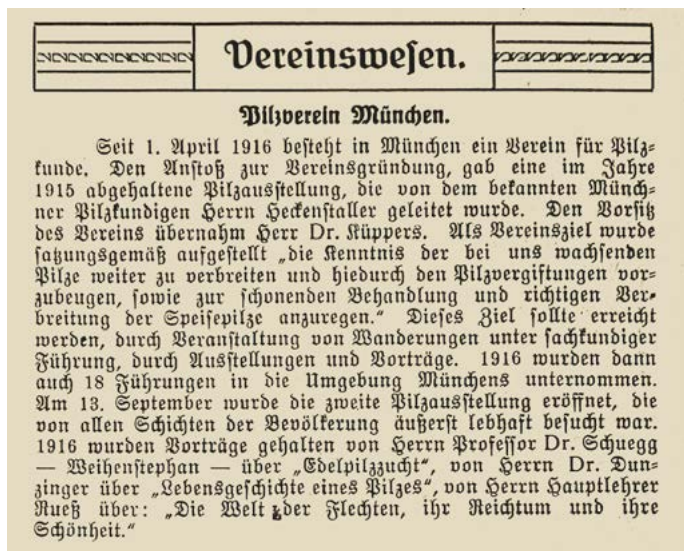 Vereinswesen.
Pilzverein München.
Seit 1. April 1916 besteht in München ein Verein für Pilz-
kunde. Den Anstoß zur Vereinsgründung, gab eine im Jahre
1915 abgehaltene Pilzausstellung, die von dem bekannten Münch-
ner Pilzkundigen Herrn Heckenstaller geleitet wurde. Den Vorsitz
des Vereins übernahm Herr Dr. Küppers. Als Vereinsziel wurde
satzungsgemäß aufgestellt „die Kenntnis der bei uns wachsenden
Pilze weiter zu verbreiten und hiedurch den Pilzvergiftungen vor-
zubeugen, sowie zur schonenden Behandlung und richtigen Ver-
breitung der Speisepilze anzuregen.“ Dieses Ziel sollte erreicht
werden, durch Veranstaltung von Wanderungen unter sachkundiger
Führung, durch Ausstellungen und Vorträge. 1916 wurden dann
auch 18 Führungen in die Umgebung Münchens unternommen.
Am 13. September wurde die zweite Pilzausstellung eröffnet, die
von allen Schichten der Bevölkerung äußerst lebhaft besucht war.
1916 wurden Vorträge gehalten von Herrn Professor Dr. Schuegg
— Weihenstephan — über „Edelpilzzucht“, von Herrn Dr. Dun-
zinger über „Lebensgeschichte eines Pilzes“, von Herrn Hauptlehrer
Rueß über: „Die Welt der Flechten, ihr Reichtum und ihre
Schönheit.“